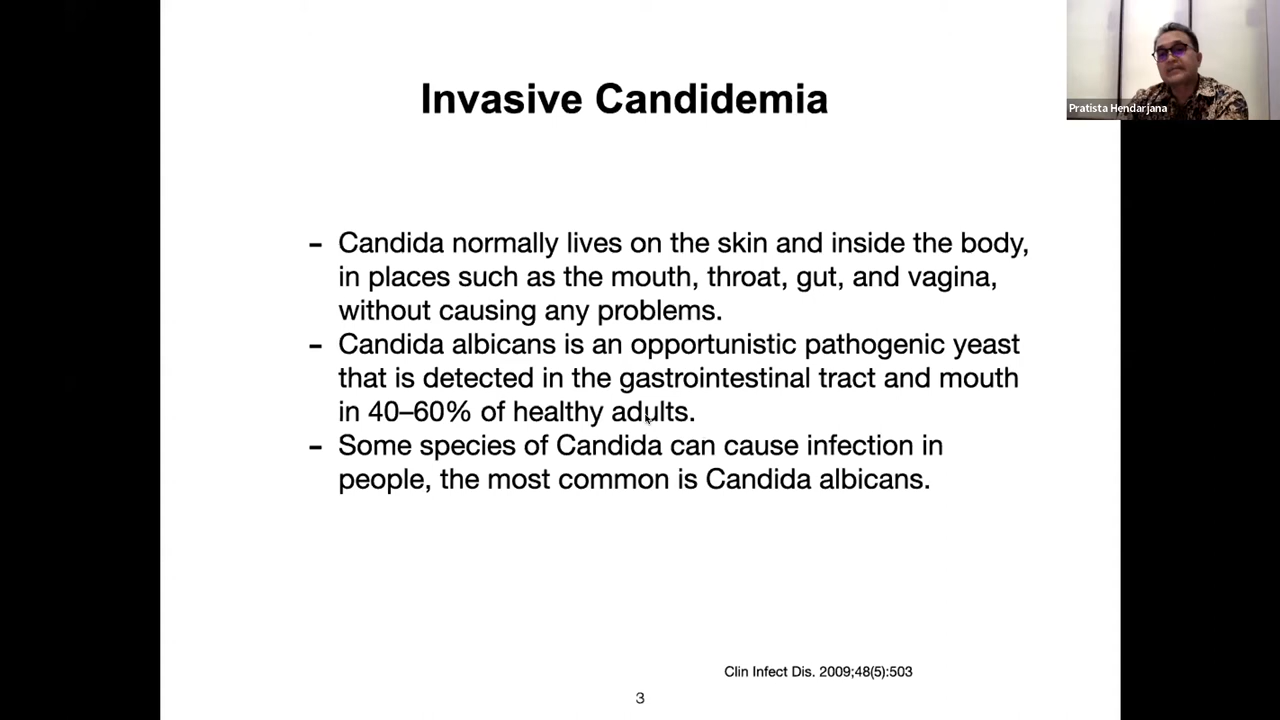 Invasive Candidemia
Pratista Hendarjana
- Candida normally lives on the skin and inside the body,
in places such as the mouth, throat, gut, and vagina,
without causing any problems.
- Candida albicans is an opportunistic pathogenic yeast
that is detected in the gastrointestinal tract and mouth
in 40–60% of healthy adults.
- Some species of Candida can cause infection in
people, the most common is Candida albicans.
Clin Infect Dis. 2009;48(5):503
3